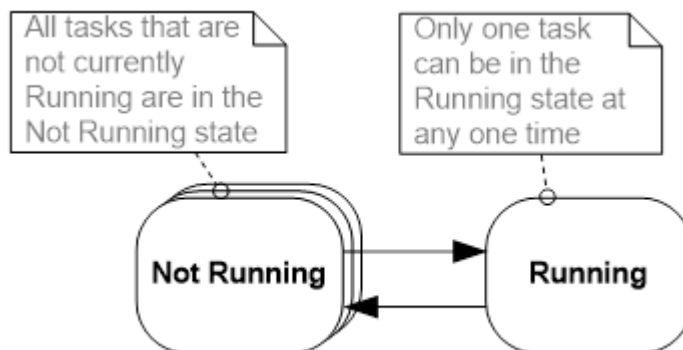 All tasks that are
not currently
Running are in the
Not Running state
Only one task
can be in the
Running state at
any one time
Not Running
Running